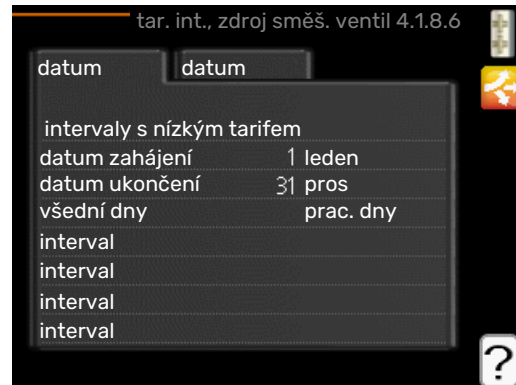 tar. int., zdroj směš. ventil 4.1.8.6
datum datum
intervaly s nízkým tarifem
datum zahájení 1 leden
datum ukončení 31 pros
všední dny prac. dny
interval
interval
interval
interval
?